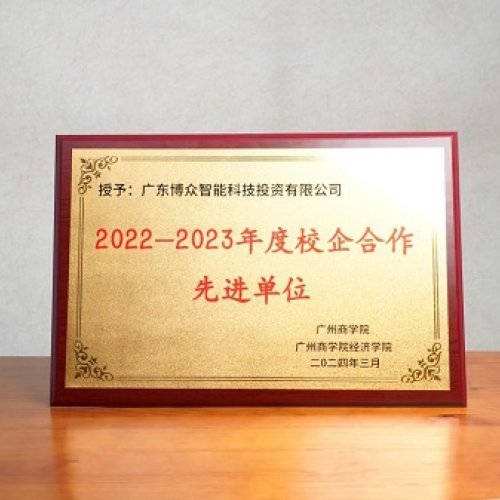 授予：广东博众智能科技投资有限公司
2022—2023年度校企合作
先进单位
广州商学院
广州商学院经济学院
二〇二四年三月